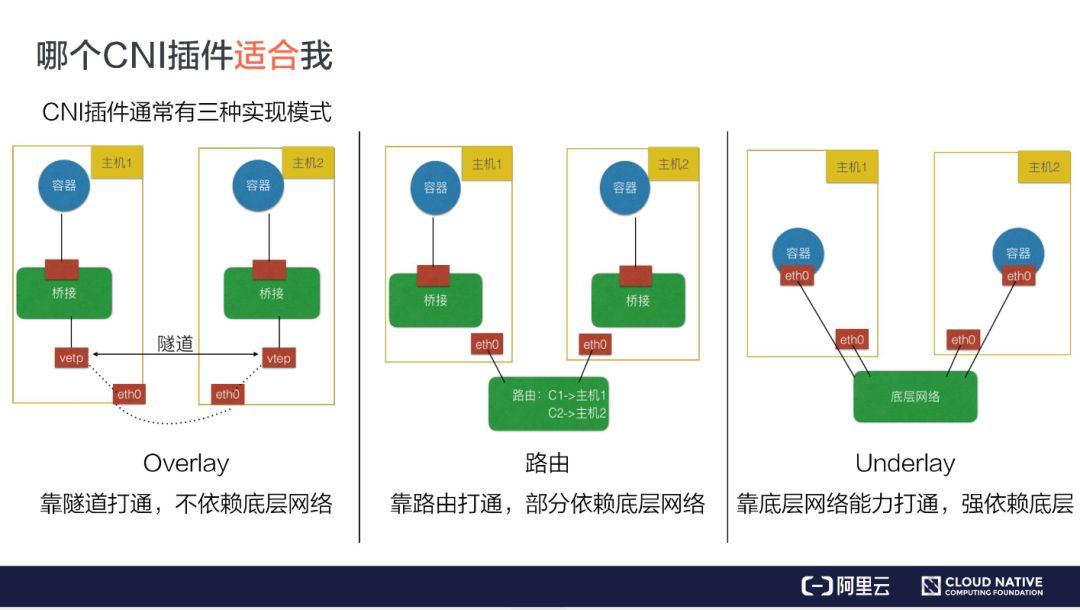 哪个CNI插件适合我
CNI插件通常有三种实现模式
主机1
容器
桥接
vetp
eth0
主机2
容器
桥接
vtep
eth0
隧道
Overlay
靠隧道打通，不依赖底层网络
主机1
容器
桥接
eth0
主机2
容器
桥接
eth0
路由：C1->主机1
C2->主机2
路由
靠路由打通，部分依赖底层网络
主机1
容器
eth0
eth0
主机2
容器
eth0
eth0
底层网络
Underlay
靠底层网络能力打通，强依赖底层
阿里云
CLOUD NATIVE
COMPUTING FOUNDATION